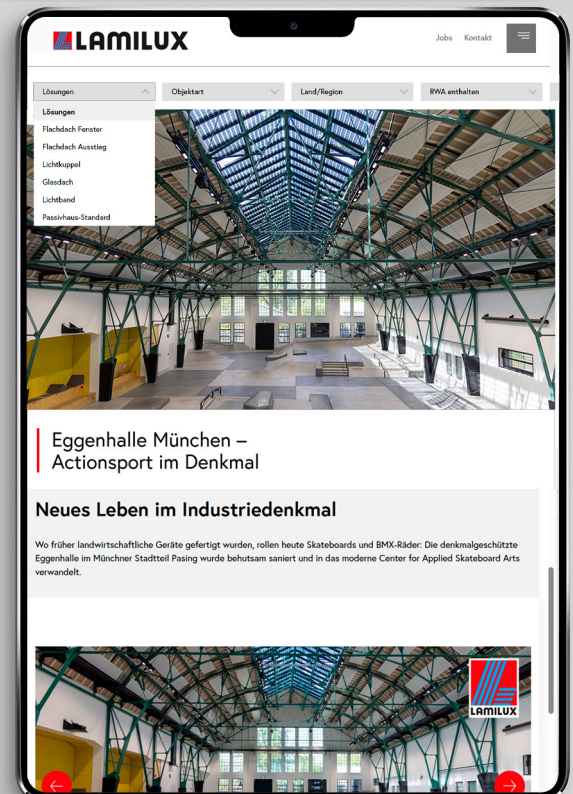 LAMILUX
Jobs Kontakt
Lösungen Objektart Land/Region RWA enthalten
Lösungen
Flachdach Fenster
Flachdach Ausstieg
Lichtkuppel
Glasdach
Lichtband
Passivhaus-Standard
Eggenhalle München –
Actionsport im Denkmal
Neues Leben im Industriedenkmal
Wo früher landwirtschaftliche Geräte gefertigt wurden, rollen heute Skateboards und BMX-Räder: Die denkmalgeschützte
Eggenhalle im Münchner Stadtteil Pasing wurde behutsam saniert und in das moderne Center for Applied Skateboard Arts
verwandelt.
LAMILUX